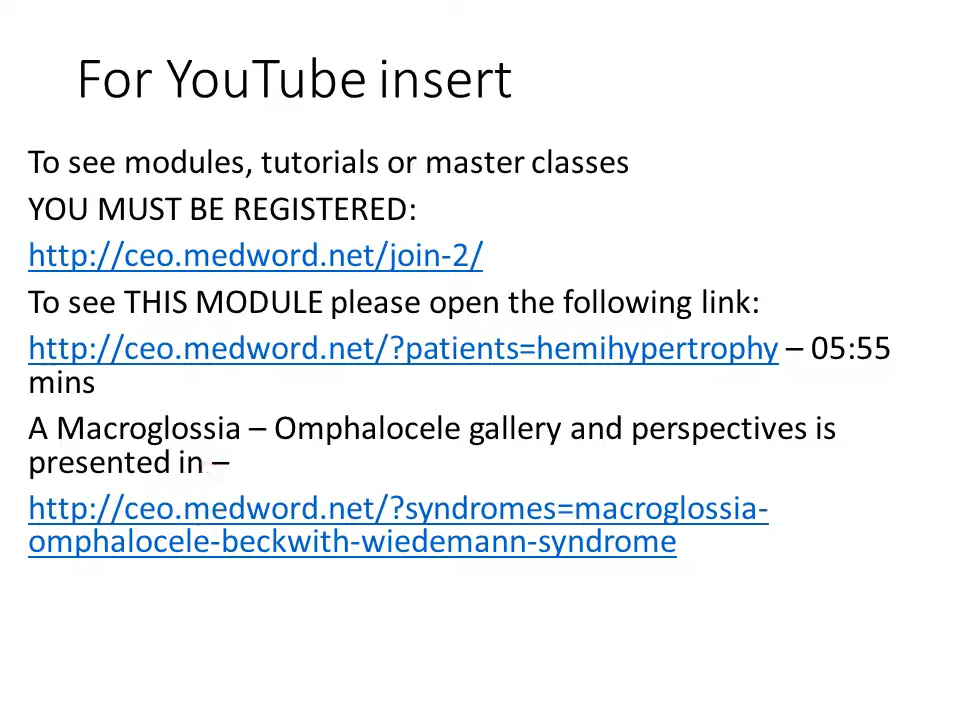 For YouTube insert
To see modules, tutorials or master classes
YOU MUST BE REGISTERED:
http://ceo.medword.net/join-2/
To see THIS MODULE please open the following link:
http://ceo.medword.net/?patients=hemihypertrophy – 05:55
mins
A Macroglossia – Omphalocele gallery and perspectives is
presented in –
http://ceo.medword.net/?syndromes=macroglossia-
omphalocele-beckwith-wiedemann-syndrome